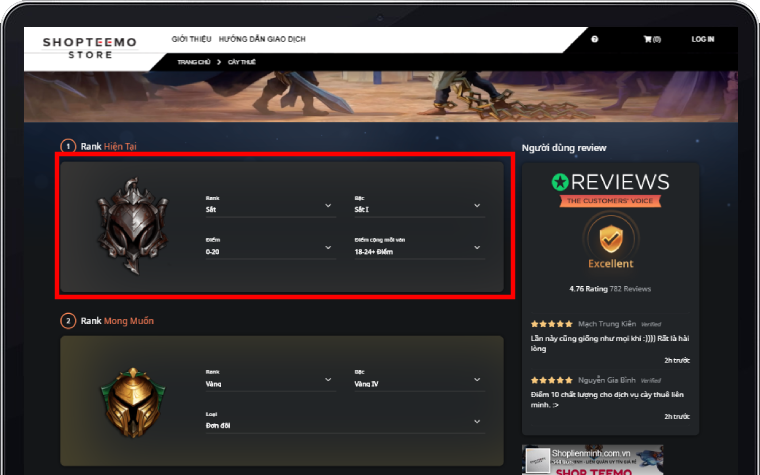 SHOPTEEMO
STORE
GIỚI THIỆU HƯỚNG DẪN GIAO DỊCH
(0)
LOG IN
TRANG CHỦ > CÀY THUÊ
1 Rank Hiện Tại
Rank
Sắt
Bậc
Sắt I
Điểm
0-20
Điểm cộng mỗi ván
18-24+ Điểm
2 Rank Mong Muốn
Rank
Vàng
Bậc
Vàng IV
Loại
Đơn đôi
Người dùng review
REVIEWS
THE CUSTOMERS' VOICE
Excellent
4.76 Rating 782 Reviews
Mạch Trung Kiên Verified
Lần này cũng giống như mọi khi :)))) Rất là hài
lòng
2h trước
Nguyễn Gia Bình Verified
Điểm 10 chất lượng cho dịch vụ cày thuê liên
minh. :>
2h trước
Shoplienminh.com.vn
SHOP TEEMO